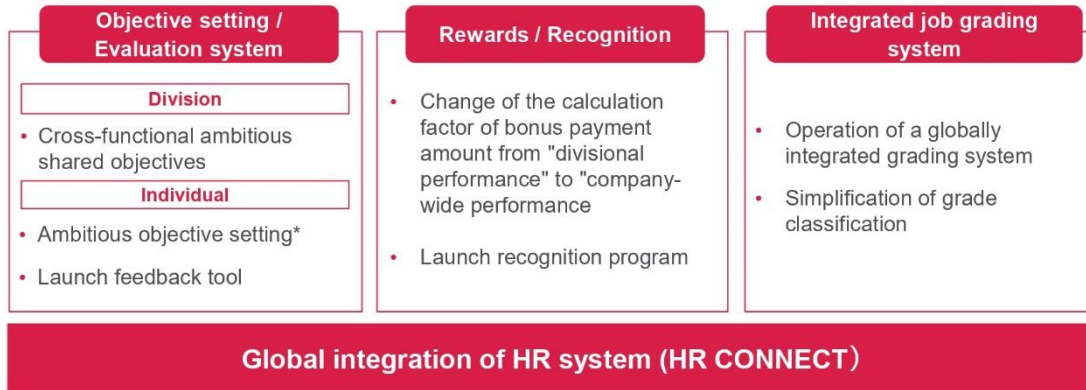 Objective setting /
Evaluation system
Division
• Cross-functional ambitious
shared objectives
Individual
• Ambitious objective setting*
• Launch feedback tool
Rewards / Recognition
• Change of the calculation
factor of bonus payment
amount from "divisional
performance" to "company-
wide performance
• Launch recognition program
Integrated job grading
system
• Operation of a globally
integrated grading system
• Simplification of grade
classification
Global integration of HR system (HR CONNECT）